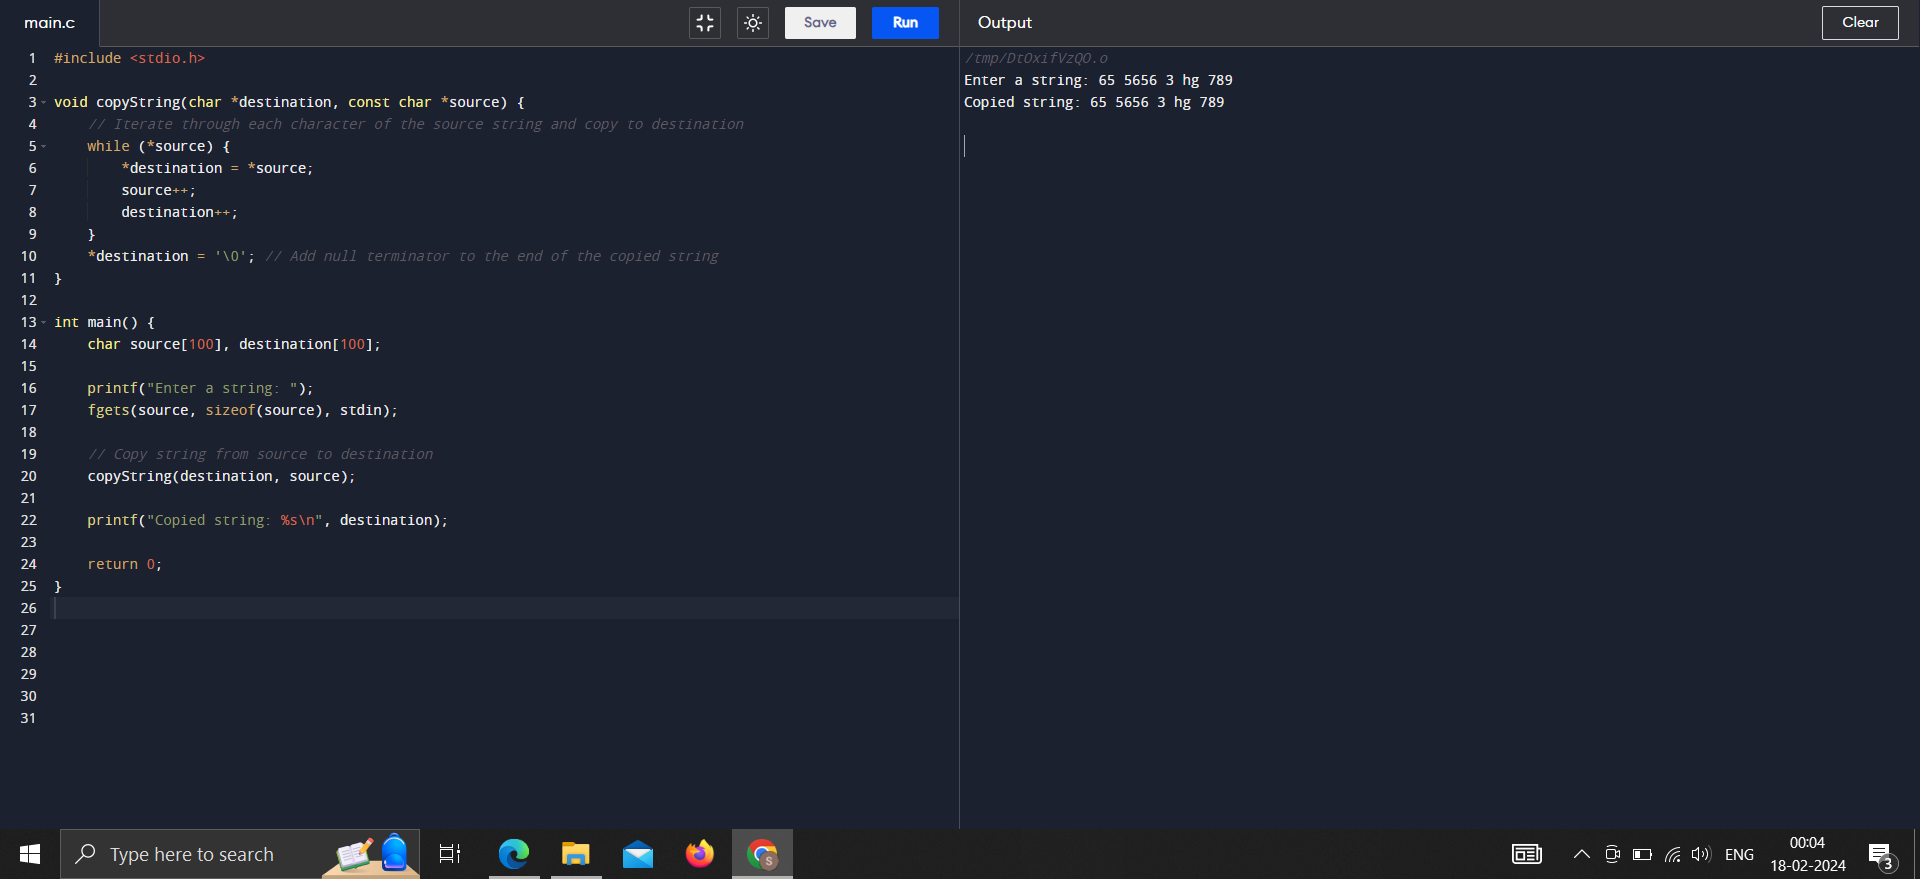 main.c
Save
Run
Output
Clear
1 #include <stdio.h>
2
3 void copyString(char *destination, const char *source) {
4     // Iterate through each character of the source string and copy to destination
5     while (*source) {
6         *destination = *source;
7         source++;
8         destination++;
9     }
10     *destination = '\0'; // Add null terminator to the end of the copied string
11 }
12
13 int main() {
14     char source[100], destination[100];
15
16     printf("Enter a string: ");
17     fgets(source, sizeof(source), stdin);
18
19     // Copy string from source to destination
20     copyString(destination, source);
21
22     printf("Copied string: %s\n", destination);
23
24     return 0;
25 }
26
27
28
29
30
31
/tmp/DtOxifVzQO.o
Enter a string: 65 5656 3 hg 789
Copied string: 65 5656 3 hg 789
Type here to search
S
ENG
00:04
18-02-2024
3